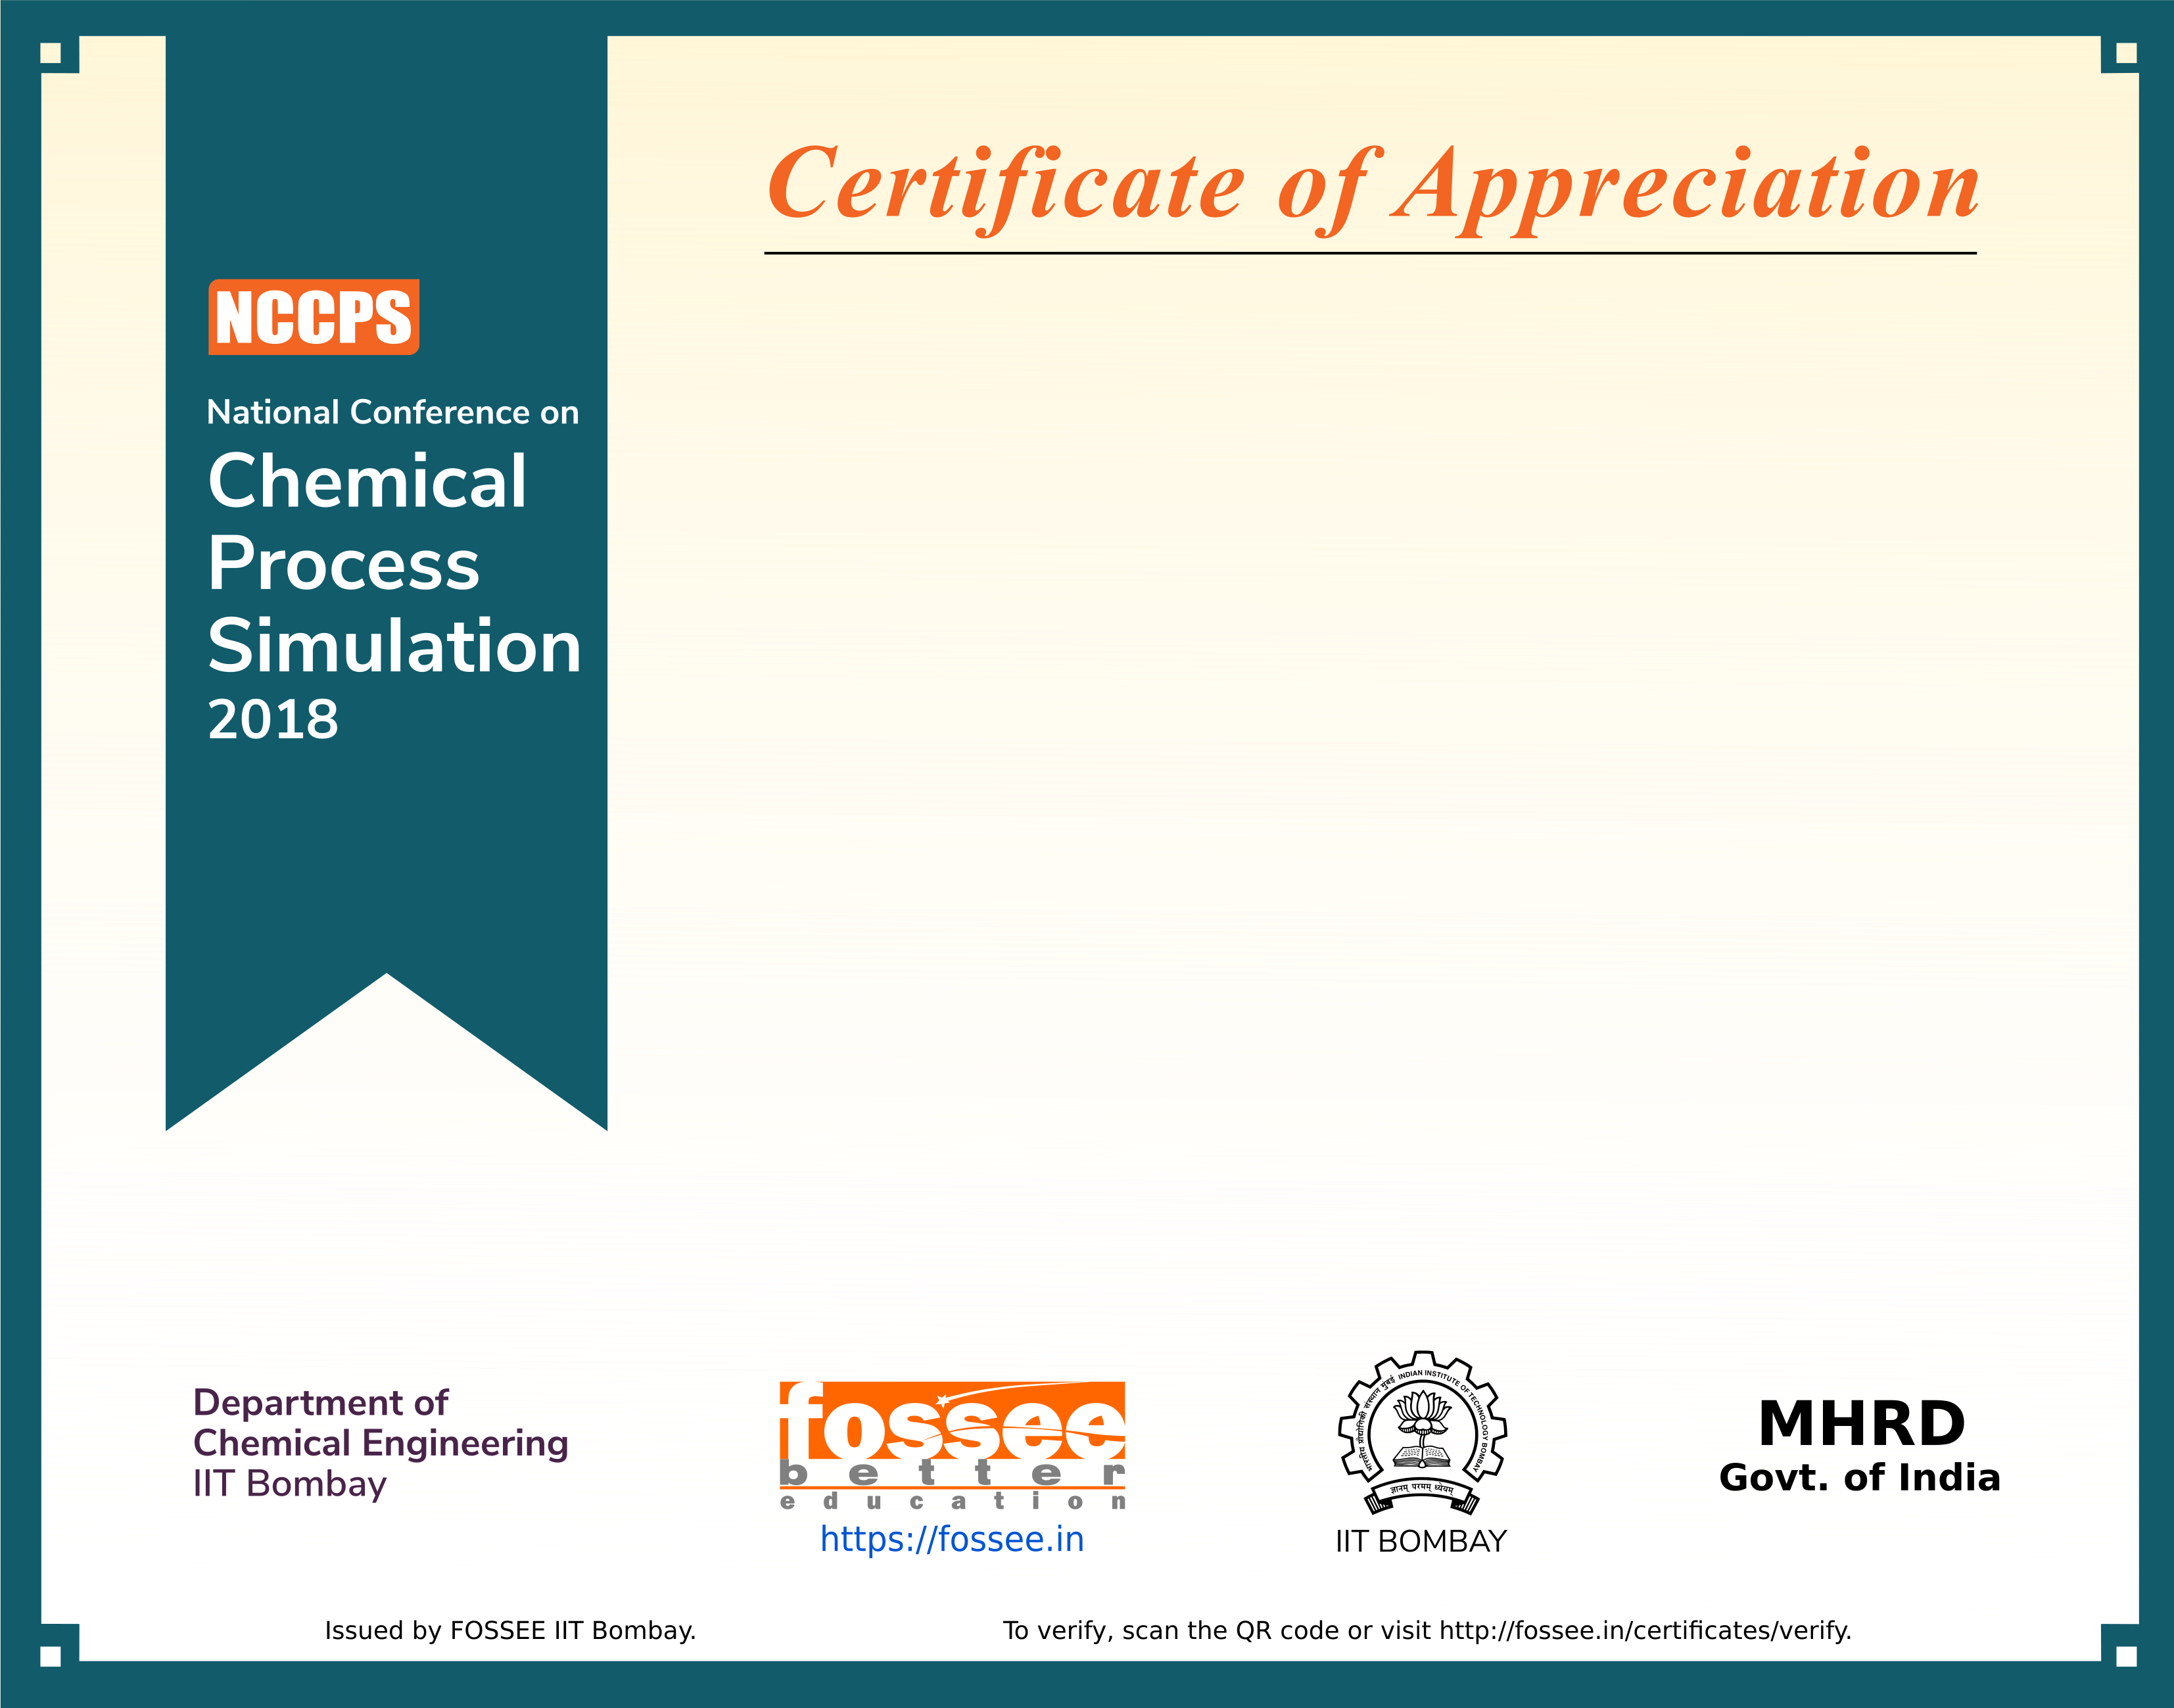 Certificate of Appreciation
NCCPS
National Conference on
Chemical
Process
Simulation
2018
Department of
Chemical Engineering
IIT Bombay
fossee
better
education
https://fossee.in
भारतीय प्रौद्योगिकी संस्थान मुंबई INDIAN INSTITUTE OF TECHNOLOGY BOMBAY
ज्ञानम् परमम् ध्येयम्
IIT BOMBAY
MHRD
Govt. of India
Issued by FOSSEE IIT Bombay.
To verify, scan the QR code or visit http://fossee.in/certificates/verify.